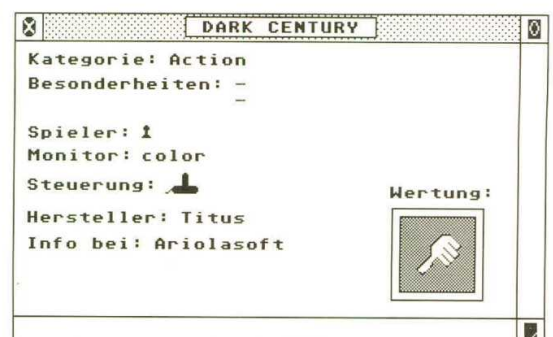 DARK CENTURY
Kategorie: Action
Besonderheiten: –
–
Spieler: 1
Monitor: color
Steuerung:
Wertung:
Hersteller: Titus
Info bei: Ariolasoft